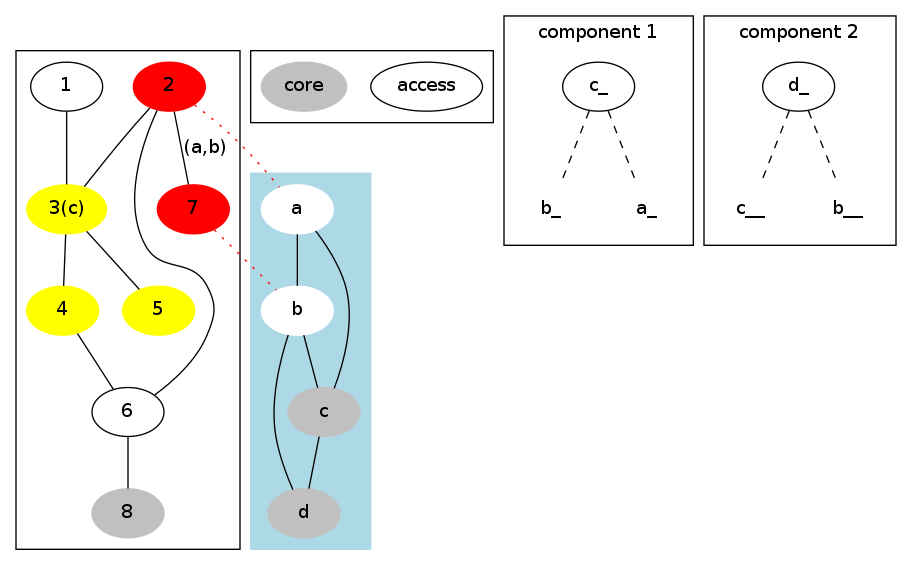 1
2
(a,b)
3(c)
7
4
5
6
8
core
access
a
b
c
d
component 1
c_
b_
a_
component 2
d_
c__
b__